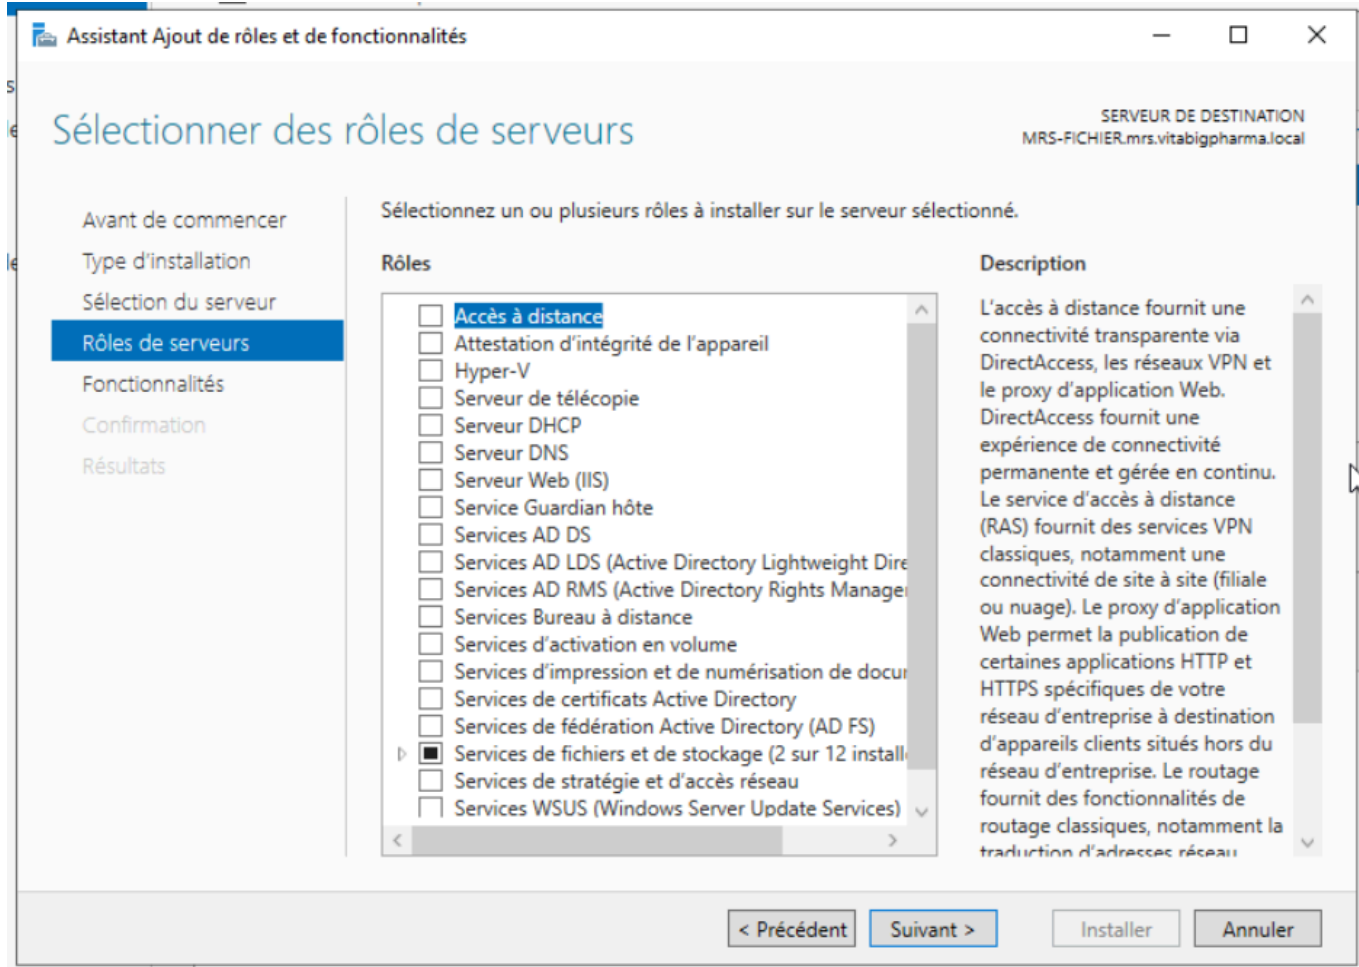 Assistant Ajout de rôles et de fonctionnalités
Sélectionner des rôles de serveurs
SERVEUR DE DESTINATION
MRS-FICHIER.mrs.vitabigpharma.local
Avant de commencer
Type d'installation
Sélection du serveur
Rôles de serveurs
Fonctionnalités
Confirmation
Résultats
Sélectionnez un ou plusieurs rôles à installer sur le serveur sélectionné.
Rôles
Accès à distance
Attestation d'intégrité de l'appareil
Hyper-V
Serveur de télécopie
Serveur DHCP
Serveur DNS
Serveur Web (IIS)
Service Guardian hôte
Services AD DS
Services AD LDS (Active Directory Lightweight Dire
Services AD RMS (Active Directory Rights Manager
Services Bureau à distance
Services d'activation en volume
Services d'impression et de numérisation de docur
Services de certificats Active Directory
Services de fédération Active Directory (AD FS)
Services de fichiers et de stockage (2 sur 12 install
Services de stratégie et d'accès réseau
Services WSUS (Windows Server Update Services)
Description
L'accès à distance fournit une
connectivité transparente via
DirectAccess, les réseaux VPN et
le proxy d'application Web.
DirectAccess fournit une
expérience de connectivité
permanente et gérée en continu.
Le service d'accès à distance
(RAS) fournit des services VPN
classiques, notamment une
connectivité de site à site (filiale
ou nuage). Le proxy d'application
Web permet la publication de
certaines applications HTTP et
HTTPS spécifiques de votre
réseau d'entreprise à destination
d'appareils clients situés hors du
réseau d'entreprise. Le routage
fournit des fonctionnalités de
routage classiques, notamment la
traduction d'adresses réseau
< Précédent
Suivant >
Installer
Annuler